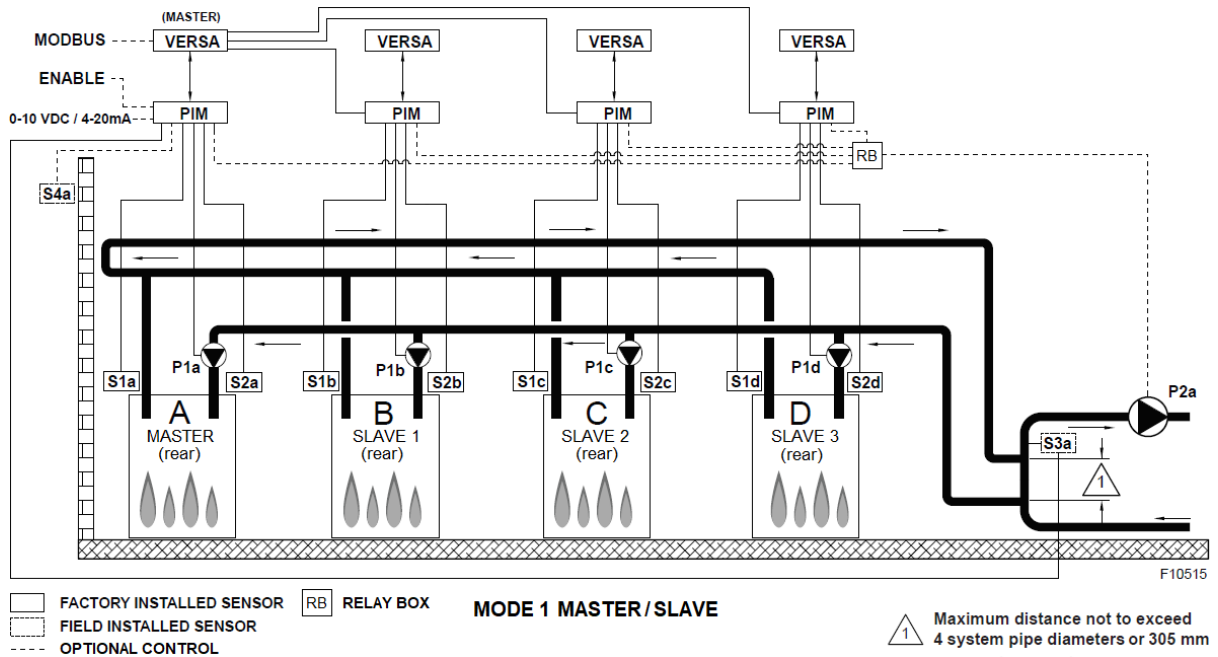 (MASTER)
MODBUS VERSA VERSA VERSA VERSA
ENABLE
0-10 VDC / 4-20mA PIM PIM PIM PIM
RB
S4a
P1a P1b P1c P1d
S1a S2a S1b S2b S1c S2c S1d S2d
P2a
A B C D
MASTER SLAVE 1 SLAVE 2 SLAVE 3
(rear) (rear) (rear) (rear)
S3a
1
F10515
FACTORY INSTALLED SENSOR RB RELAY BOX
FIELD INSTALLED SENSOR
OPTIONAL CONTROL
MODE 1 MASTER / SLAVE
1 Maximum distance not to exceed
4 system pipe diameters or 305 mm